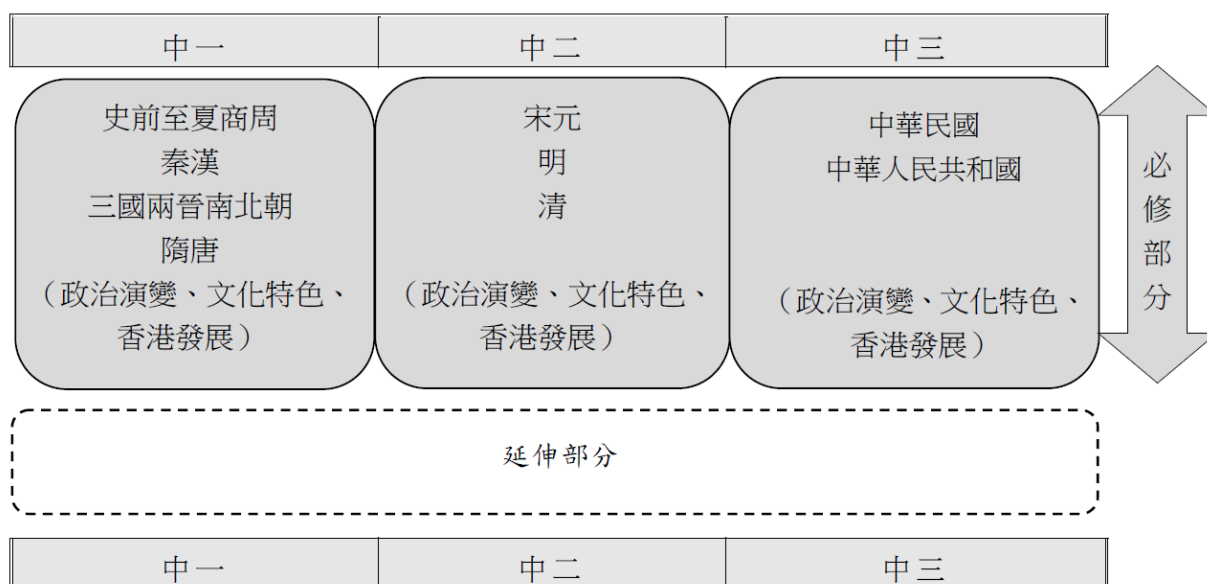 中一
中二
中三
史前至夏商周
秦漢
三國兩晉南北朝
隋唐
（政治演變、文化特色、
香港發展）
宋元
明
清
（政治演變、文化特色、
香港發展）
中華民國
中華人民共和國
（政治演變、文化特色、
香港發展）
必修部分
延伸部分
中一
中二
中三